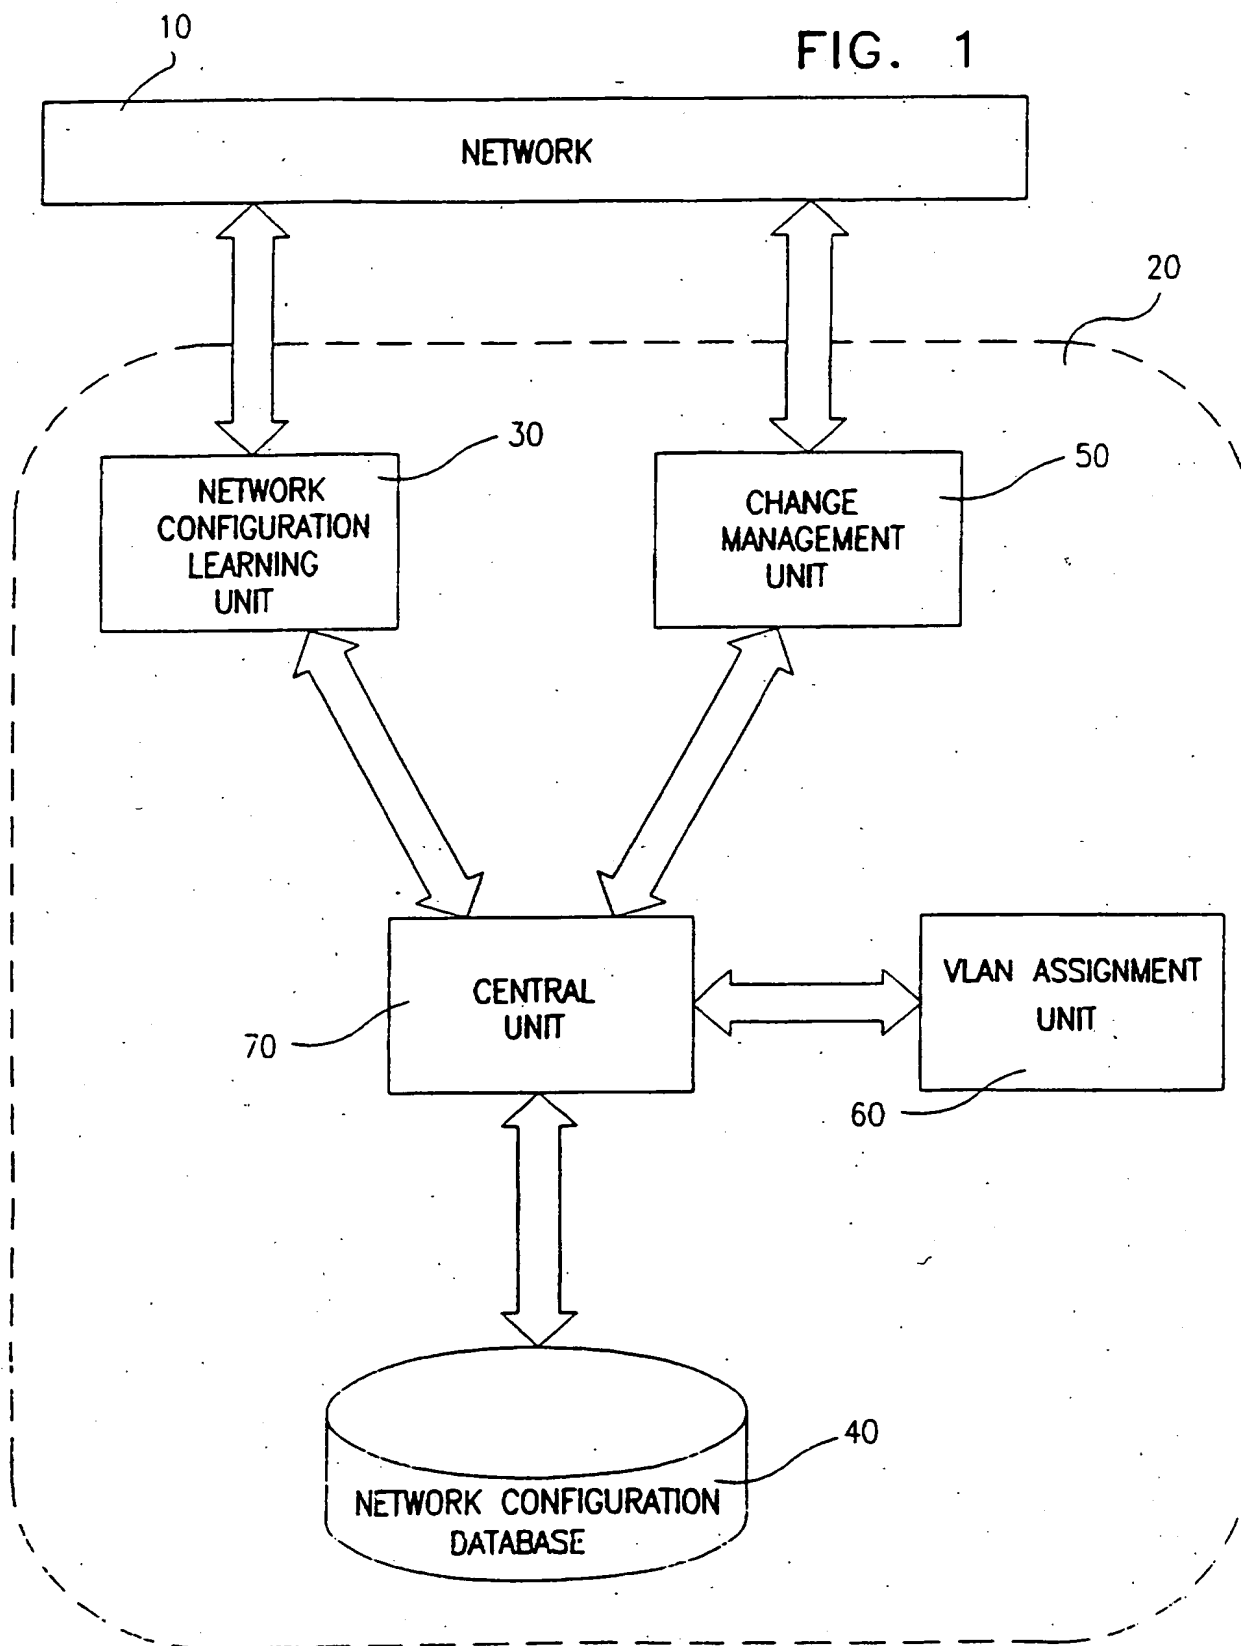 10
FIG. 1
NETWORK
20
30
50
NETWORK
CONFIGURATION
LEARNING
UNIT
CHANGE
MANAGEMENT
UNIT
CENTRAL
UNIT
VLAN ASSIGNMENT
UNIT
70
60
40
NETWORK CONFIGURATION
DATABASE